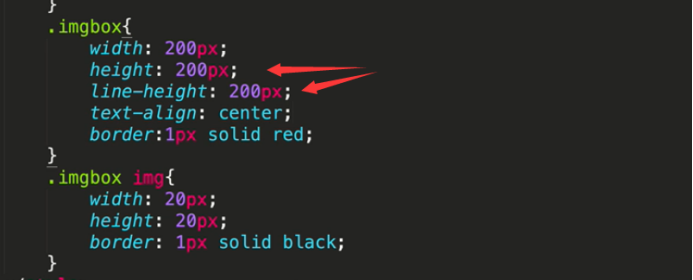 }
.imgbox{
width: 200px;
height: 200px;
line-height: 200px;
text-align: center;
border:1px solid red;
}
.imgbox img{
width: 20px;
height: 20px;
border: 1px solid black;
}